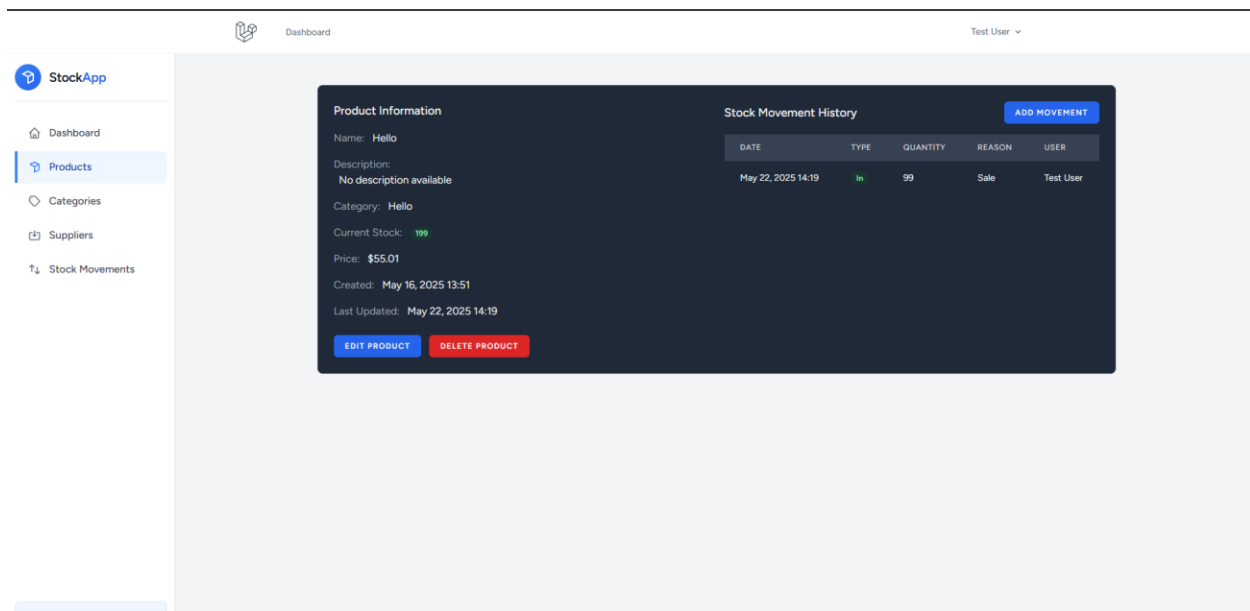 Dashboard
Test User
StockApp
Dashboard
Products
Categories
Suppliers
Stock Movements
Product Information
Name: Hello
Description:
No description available
Category: Hello
Current Stock: 199
Price: $55.01
Created: May 16, 2025 13:51
Last Updated: May 22, 2025 14:19
EDIT PRODUCT DELETE PRODUCT
Stock Movement History
ADD MOVEMENT
DATE TYPE QUANTITY REASON USER
May 22, 2025 14:19 In 99 Sale Test User